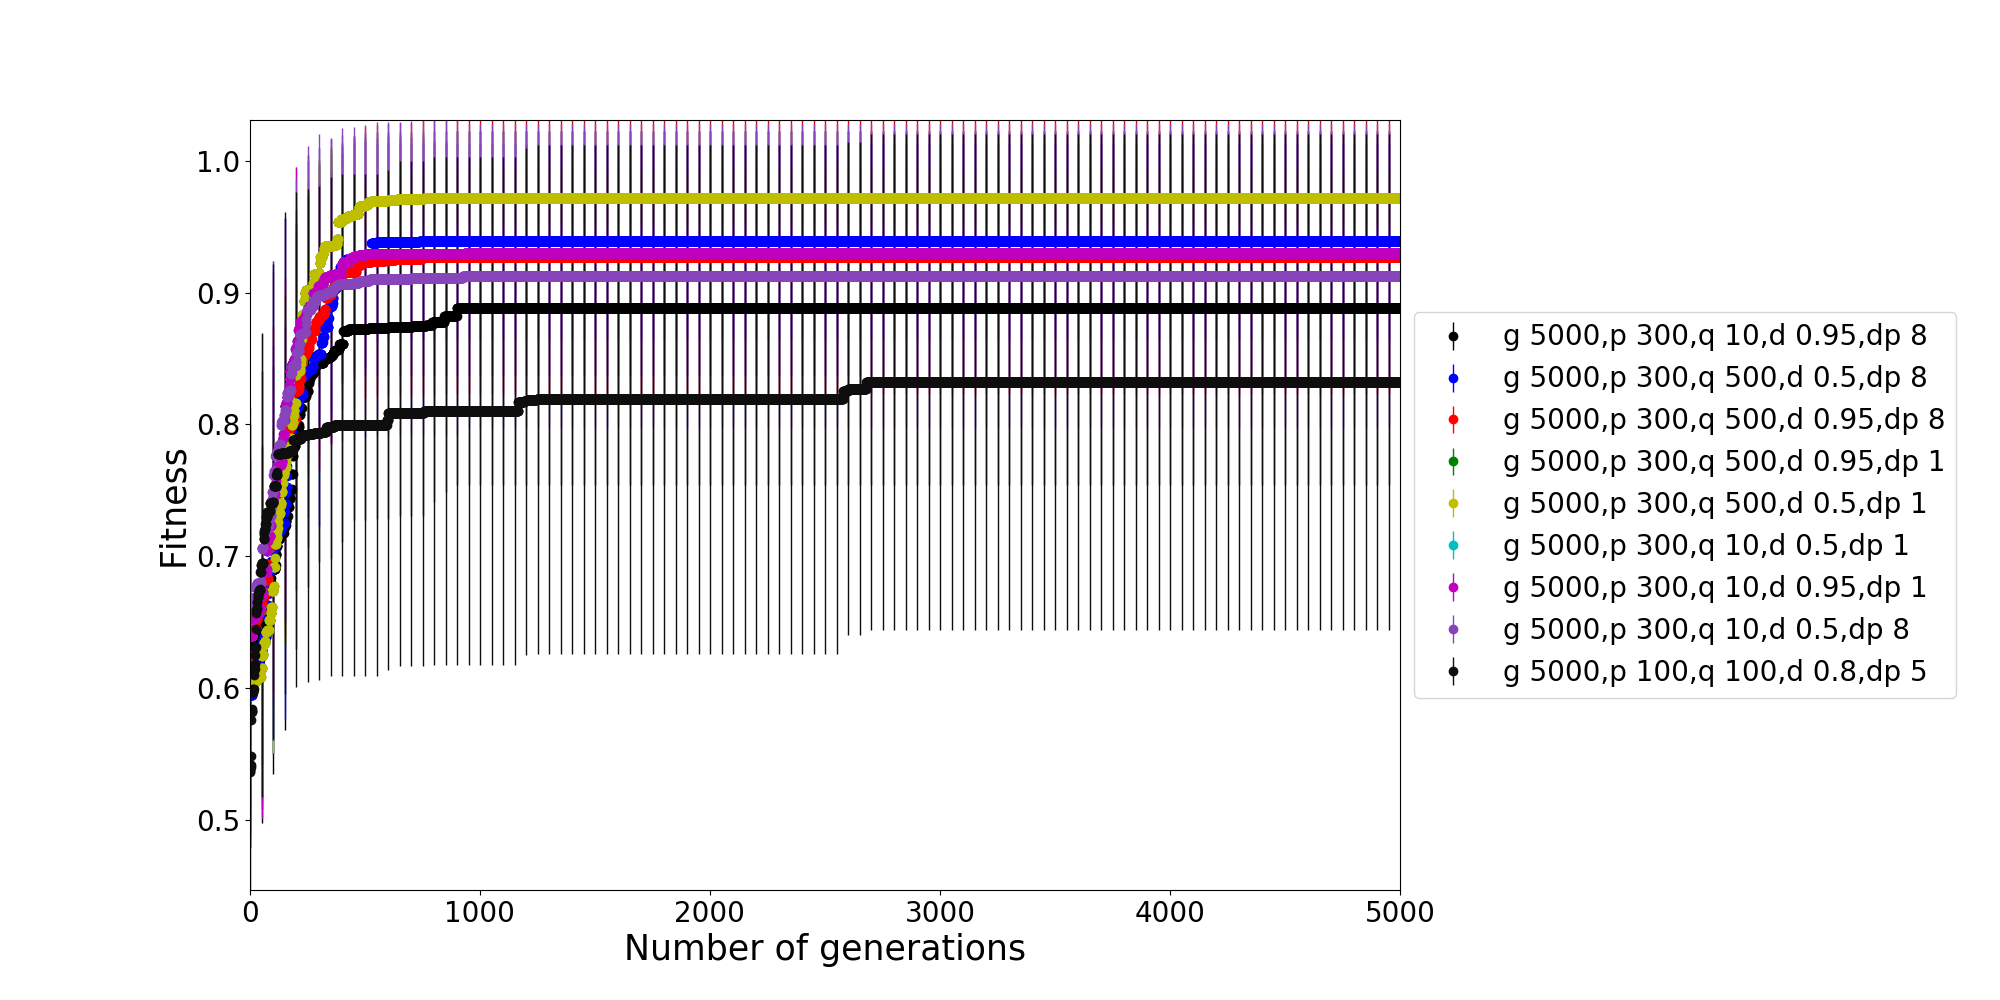 1.0
0.9
0.8
0.7
0.6
0.5
Fitness
0 1000 2000 3000 4000 5000
Number of generations
g 5000,p 300,q 10,d 0.95,dp 8
g 5000,p 300,q 500,d 0.5,dp 8
g 5000,p 300,q 500,d 0.95,dp 8
g 5000,p 300,q 500,d 0.95,dp 1
g 5000,p 300,q 500,d 0.5,dp 1
g 5000,p 300,q 10,d 0.5,dp 1
g 5000,p 300,q 10,d 0.95,dp 1
g 5000,p 300,q 10,d 0.5,dp 8
g 5000,p 100,q 100,d 0.8,dp 5